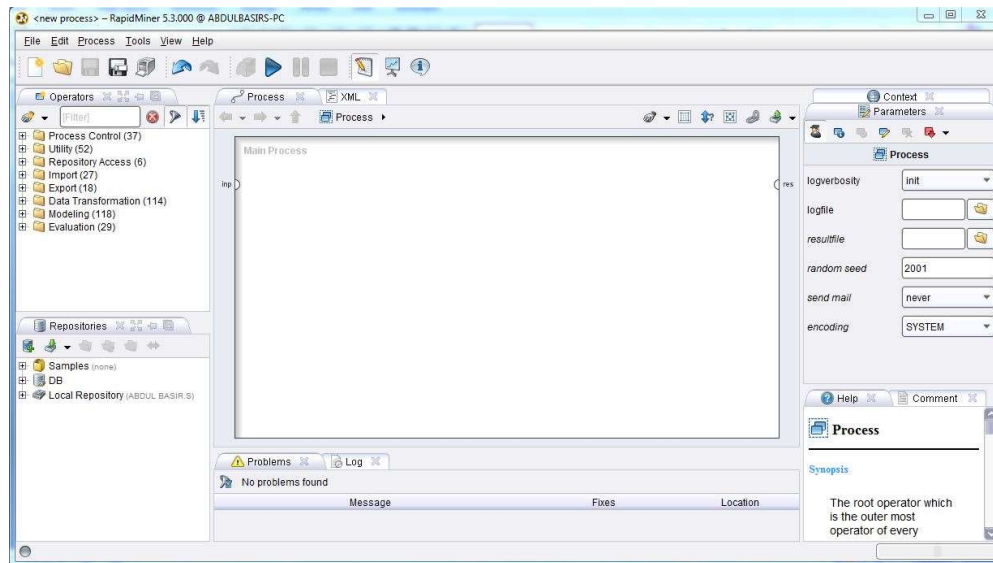 <new process> – RapidMiner 5.3.000 @ ABDULBASIRS-PC
File Edit Process Tools View Help
Operators
[Filter]
Process Control (37)
Utility (52)
Repository Access (6)
Import (27)
Export (18)
Data Transformation (114)
Modeling (118)
Evaluation (29)
Repositories
Samples (none)
DB
Local Repository (ABDUL BASIR.S)
Process XML
Process
Main Process
inp res
Problems Log
No problems found
Message Fixes Location
Context
Parameters
Process
logverbosity init
logfile
resultfile
random seed 2001
send mail never
encoding SYSTEM
Help Comment
Process
Synopsis
The root operator which
is the outer most
operator of every